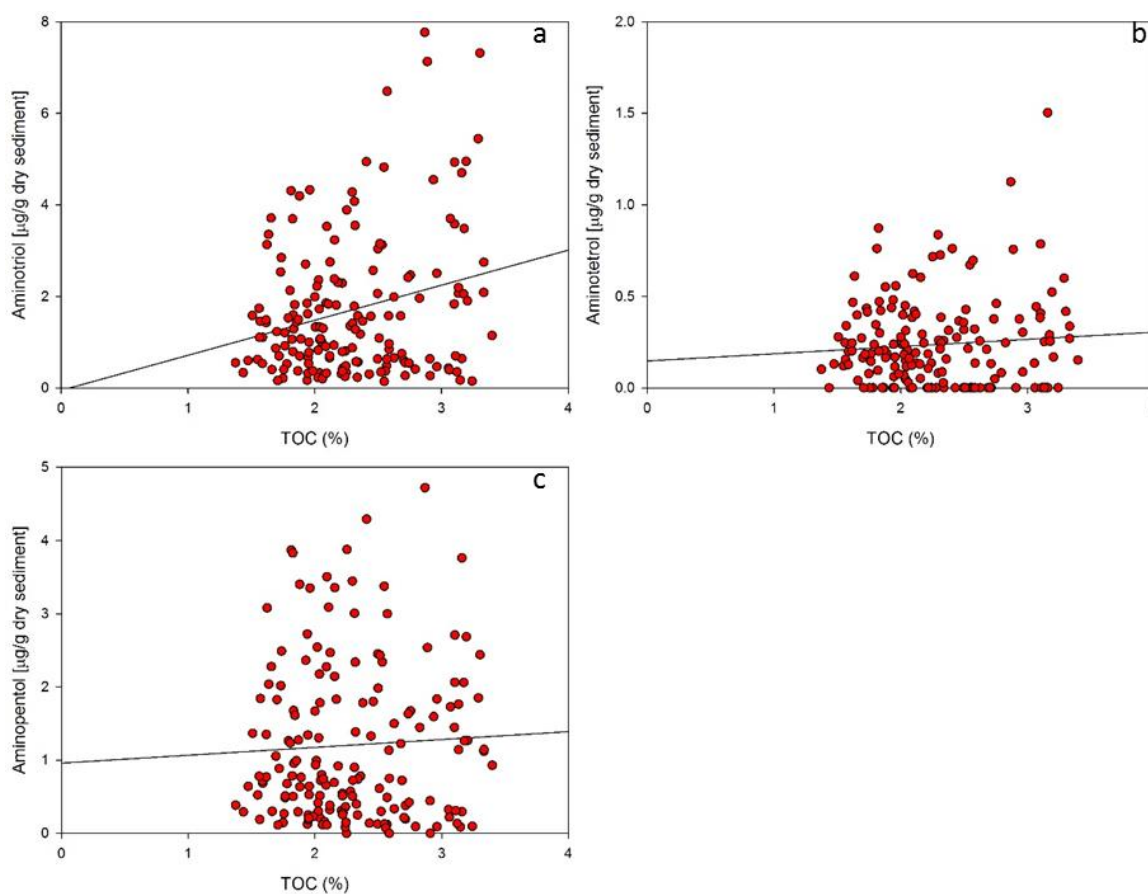 a
8
6
4
2
0
Aminotriol [µg/g dry sediment]
0 1 2 3 4
TOC (%)
b
2.0
1.5
1.0
0.5
0.0
Aminotetrol [µg/g dry sediment]
0 1 2 3
TOC (%)
c
5
4
3
2
1
0
Aminopentol [µg/g dry sediment]
0 1 2 3 4
TOC (%)